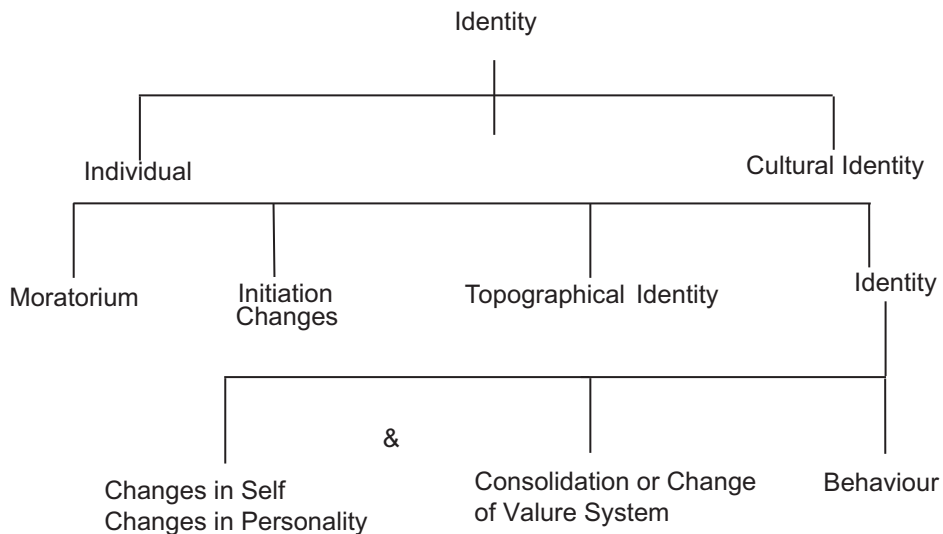 Identity
Individual
Cultural Identity
Moratorium
Initiation
Changes
Topographical Identity
Identity
&
Changes in Self
Changes in Personality
Consolidation or Change
of Valure System
Behaviour